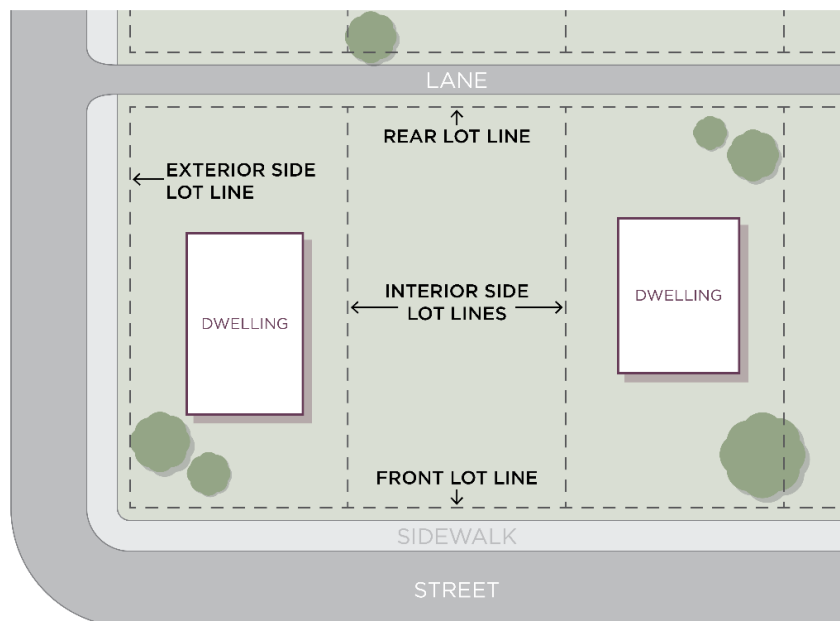 LANE
REAR LOT LINE
EXTERIOR SIDE
LOT LINE
INTERIOR SIDE
LOT LINES
DWELLING
DWELLING
FRONT LOT LINE
SIDEWALK
STREET